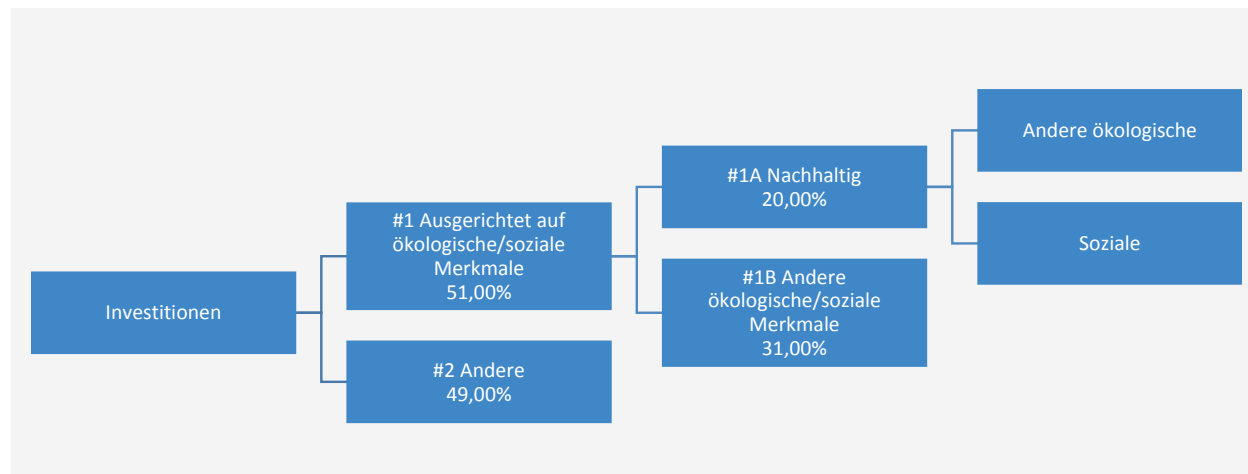 Investitionen
#1 Ausgerichtet auf
ökologische/soziale
Merkmale
51,00%
#2 Andere
49,00%
#1A Nachhaltig
20,00%
#1B Andere
ökologische/soziale
Merkmale
31,00%
Andere ökologische
Soziale